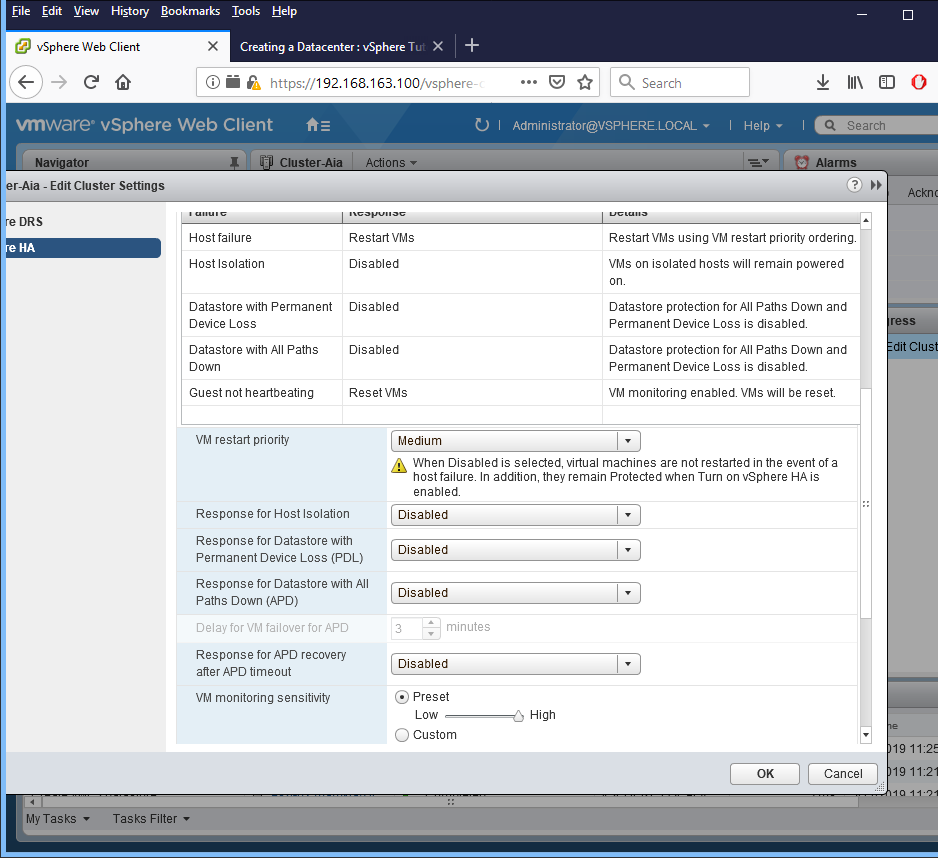 File Edit View History Bookmarks Tools Help
vSphere Web Client
Creating a Datacenter : vSphere Tut
https://192.168.163.100/vsphere-c
Search
vmware® vSphere Web Client
Administrator@VSPHERE.LOCAL
Help
Search
Navigator
Cluster-Aia
Actions
Alarms
er-Aia - Edit Cluster Settings
?
Ackno
re DRS
re HA
Failure Response Details
Host failure Restart VMs Restart VMs using VM restart priority ordering.
Host Isolation Disabled VMs on isolated hosts will remain powered
on.
Datastore with Permanent
Device Loss
Disabled
Datastore protection for All Paths Down and
Permanent Device Loss is disabled.
Datastore with All Paths
Down
Disabled
Datastore protection for All Paths Down and
Permanent Device Loss is disabled.
Guest not heartbeating Reset VMs VM monitoring enabled. VMs will be reset.
gress
Edit Clust
VM restart priority Medium
When Disabled is selected, virtual machines are not restarted in the event of a
host failure. In addition, they remain Protected when Turn on vSphere HA is
enabled.
Response for Host Isolation Disabled
Response for Datastore with
Permanent Device Loss (PDL)
Disabled
Response for Datastore with All
Paths Down (APD)
Disabled
Delay for VM failover for APD 3 minutes
Response for APD recovery
after APD timeout
Disabled
VM monitoring sensitivity Preset
Low High
Custom
me
2019 11:25
2019 11:21
OK Cancel
My Tasks Tasks Filter